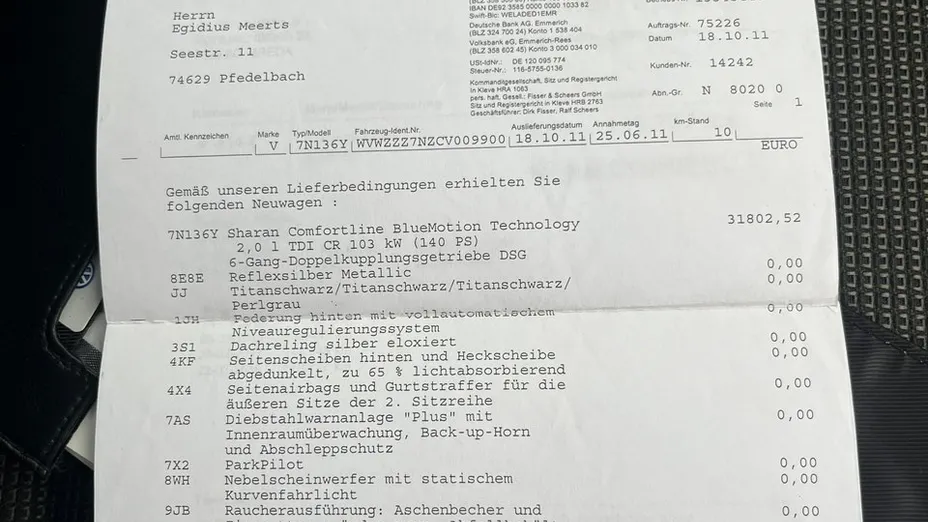 Herrn
Egidius Meerts
Seestr. 11
74629 Pfedelbach
IBAN DE92 3585 0000 0000 1033 82
Swift-Bic: WELADED1EMR
Deutsche Bank AG. Emmerich
(BLZ 324 700 24) Konto 1 538 404
Volksbank eG, Emmerich-Rees
(BLZ 358 602 45) Konto 3 000 034 010
USt-IdNr.: DE 120 095 774
Steuer-Nr.: 116-5755-0136
Kommanditgesellschaft, Sitz und Registergericht
in Kleve HRA 1063
pers. haft. Gesell.: Fisser & Scheers GmbH
Sitz und Registergericht in Kleve HRB 2763
Geschäftsführer: Dirk Fisser, Ralf Scheers
Auftrags-Nr. 75226
Datum 18.10.11
Kunden-Nr. 14242
Abn.-Gr. N 8020 0
Seite 1
Amtl. Kennzeichen Marke Typ/Modell Fahrzeug-Ident.Nr. Auslieferungsdatum Annahmetag km-Stand
V 7N136Y WVWZZZ7NZCV009900 18.10.11 25.06.11 10
EURO
Gemäß unseren Lieferbedingungen erhielten Sie
folgenden Neuwagen :
7N136Y Sharan Comfortline BlueMotion Technology 31802,52
2,0 l TDI CR 103 kW (140 PS)
6-Gang-Doppelkupplungsgetriebe DSG
8E8E Reflexsilber Metallic 0,00
JJ Titanschwarz/Titanschwarz/Titanschwarz/ 0,00
Perlgrau
1JH Federung hinten mit vollautomatischem 0,00
Niveauregulierungssystem
3S1 Dachreling silber eloxiert 0,00
4KF Seitenscheiben hinten und Heckscheibe 0,00
abgedunkelt, zu 65 % lichtabsorbierend
4X4 Seitenairbags und Gurtstraffer für die 0,00
äußeren Sitze der 2. Sitzreihe
7AS Diebstahlwarnanlage "Plus" mit 0,00
Innenraumüberwachung, Back-up-Horn
und Abschleppschutz
7X2 ParkPilot 0,00
8WH Nebelscheinwerfer mit statischem 0,00
Kurvenfahrlicht
9JB Raucherausführung: Aschenbecher und 0,00